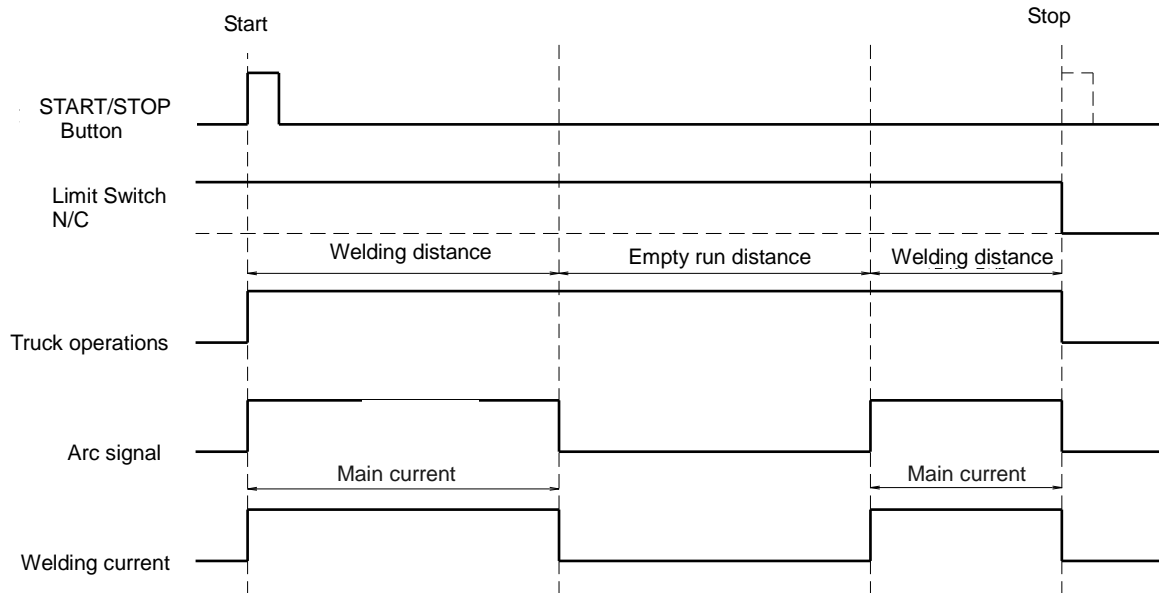 Start
Stop
START/STOP
Button
Limit Switch
N/C
Welding distance
Empty run distance
Welding distance
Truck operations
Arc signal
Main current
Main current
Welding current